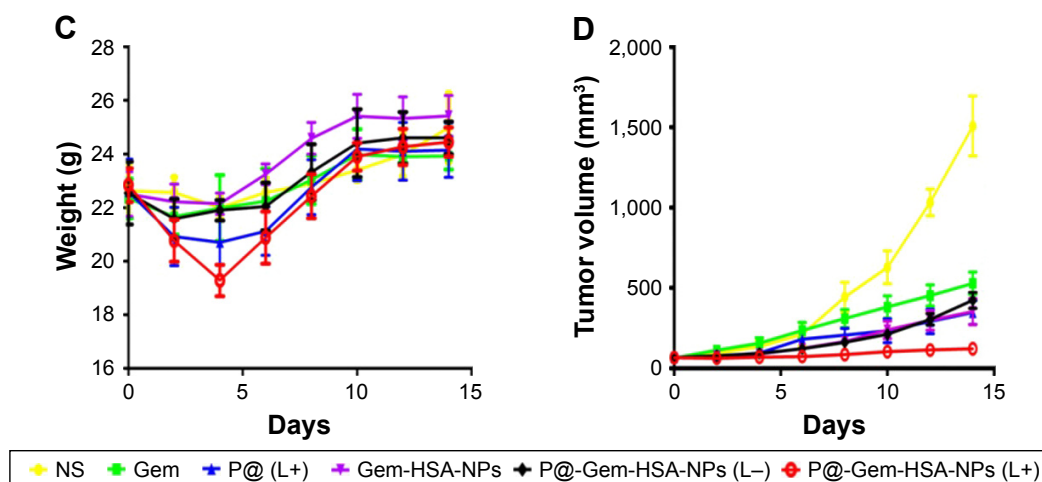 C
D
28
26
24
22
20
18
16
Weight (g)
0
5
10
15
Days
2,000
1,500
1,000
500
0
Tumor volume (mm³)
0
5
10
15
Days
NS Gem P@ (L+) Gem-HSA-NPs P@-Gem-HSA-NPs (L–) P@-Gem-HSA-NPs (L+)